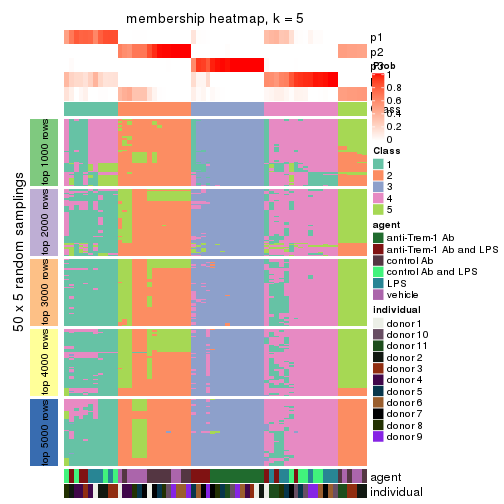 membership heatmap, k = 5
p1
p2
p3
Prob
1
0.8
0.6
0.4
0.2
0
Class
1
2
3
4
5
agent
anti-Trem-1 Ab
anti-Trem-1 Ab and LPS
control Ab
control Ab and LPS
LPS
vehicle
Individual
donor 1
donor 10
donor 11
donor 2
donor 3
donor 4
donor 5
donor 6
donor 7
donor 8
donor 9
50 x 5 random samplings
top 1000 rows
top 2000 rows
top 3000 rows
top 4000 rows
top 5000 rows
agent
individual